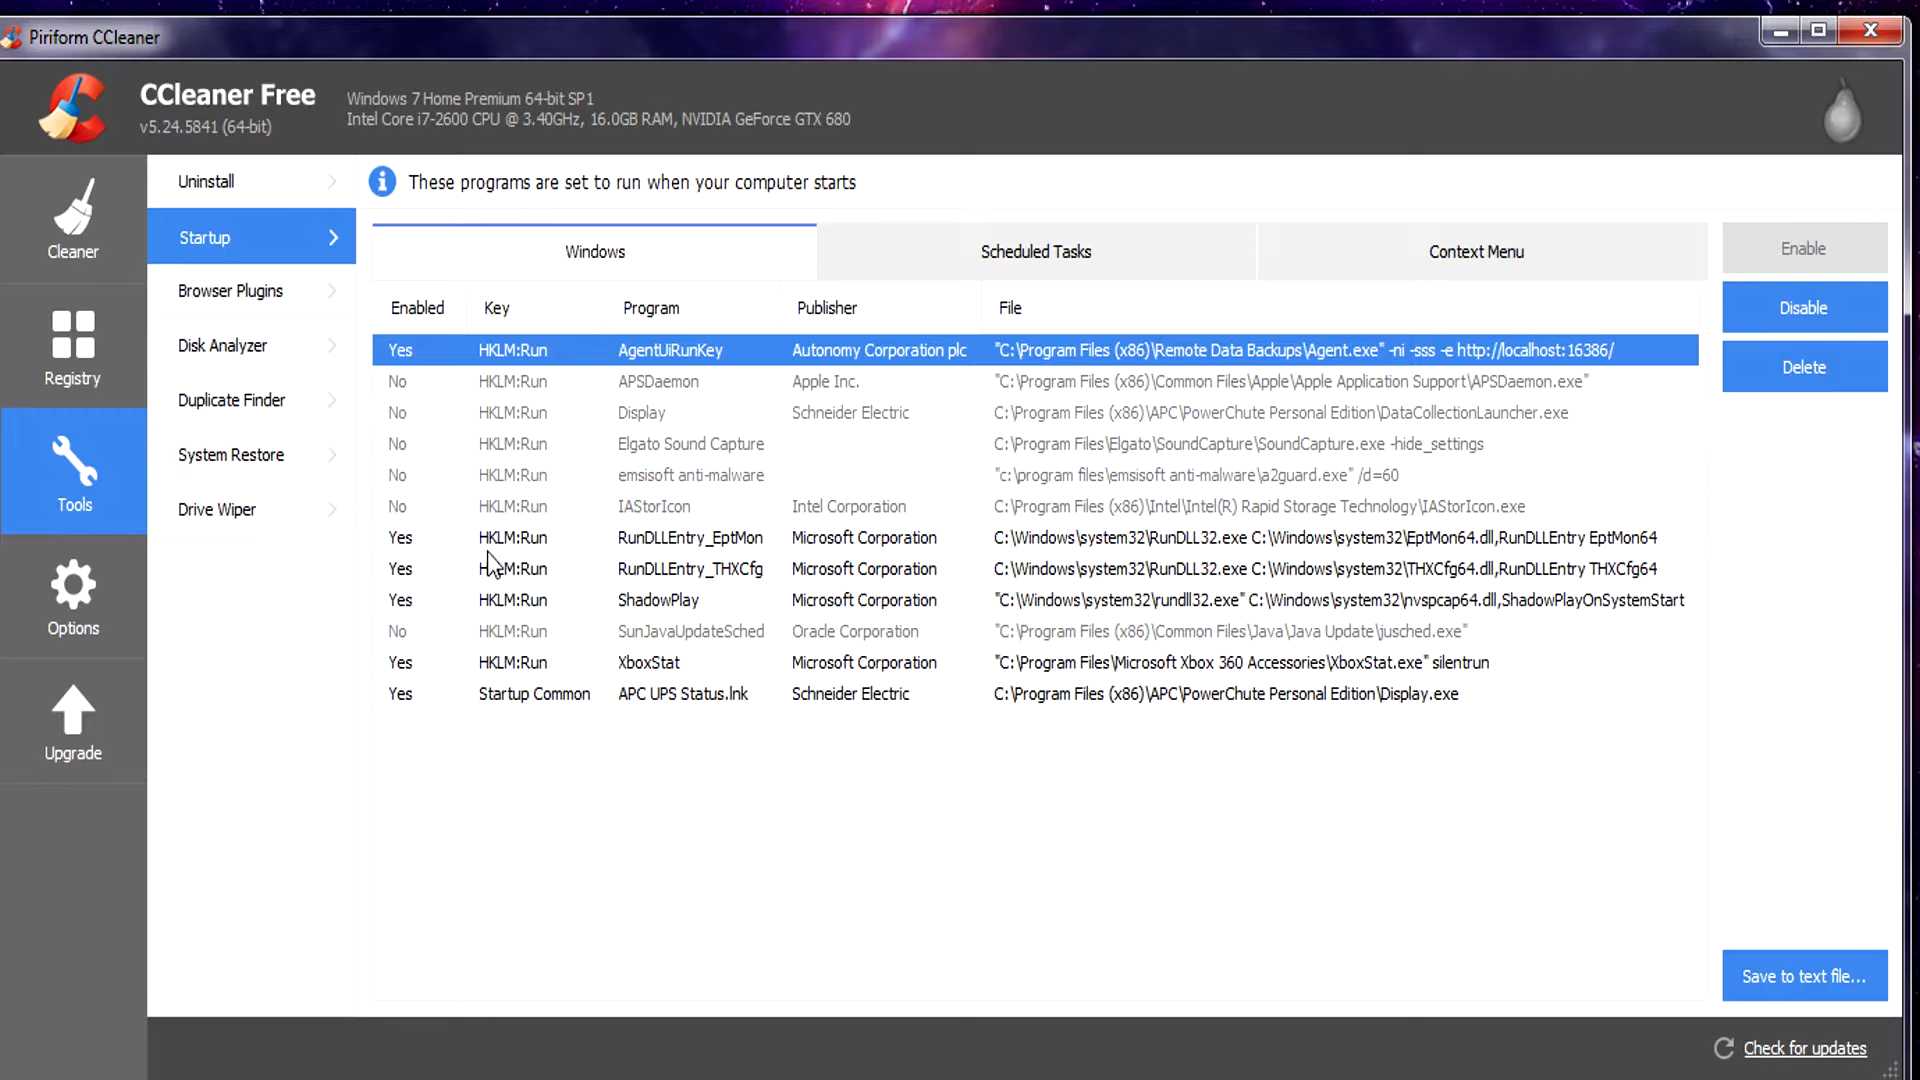 Piriform CCleaner
CCleaner Free
v5.24.5841 (64-bit)
Windows 7 Home Premium 64-bit SP1
Intel Core i7-2600 CPU @ 3.40GHz, 16.0GB RAM, NVIDIA GeForce GTX 680
Cleaner
Registry
Tools
Options
Upgrade
Uninstall
Startup
Browser Plugins
Disk Analyzer
Duplicate Finder
System Restore
Drive Wiper
These programs are set to run when your computer starts
Windows Scheduled Tasks Context Menu
Enabled Key Program Publisher File
Yes HKLM:Run AgentUiRunKey Autonomy Corporation plc "C:\Program Files (x86)\Remote Data Backups\Agent.exe" -ni -sss -e http://localhost:16386/
No HKLM:Run APSDaemon Apple Inc. "C:\Program Files (x86)\Common Files\Apple\Apple Application Support\APSDaemon.exe"
No HKLM:Run Display Schneider Electric C:\Program Files (x86)\APC\PowerChute Personal Edition\DataCollectionLauncher.exe
No HKLM:Run Elgato Sound Capture C:\Program Files\Elgato\SoundCapture\SoundCapture.exe -hide_settings
No HKLM:Run emsisoft anti-malware "c:\program files\emsisoft anti-malware\a2guard.exe" /d=60
No HKLM:Run IAStorIcon Intel Corporation C:\Program Files (x86)\Intel\Intel(R) Rapid Storage Technology\IAStorIcon.exe
Yes HKLM:Run RunDLLEntry_EptMon Microsoft Corporation C:\Windows\system32\RunDLL32.exe C:\Windows\system32\EptMon64.dll,RunDLLEntry EptMon64
Yes HKLM:Run RunDLLEntry_THXCfg Microsoft Corporation C:\Windows\system32\RunDLL32.exe C:\Windows\system32\THXCfg64.dll,RunDLLEntry THXCfg64
Yes HKLM:Run ShadowPlay Microsoft Corporation "C:\Windows\system32\rundll32.exe" C:\Windows\system32\nvspcap64.dll,ShadowPlayOnSystemStart
No HKLM:Run SunJavaUpdateSched Oracle Corporation "C:\Program Files (x86)\Common Files\Java\Java Update\jusched.exe"
Yes HKLM:Run XboxStat Microsoft Corporation "C:\Program Files\Microsoft Xbox 360 Accessories\XboxStat.exe" silentrun
Yes Startup Common APC UPS Status.lnk Schneider Electric C:\Program Files (x86)\APC\PowerChute Personal Edition\Display.exe
Enable
Disable
Delete
Save to text file...
Check for updates